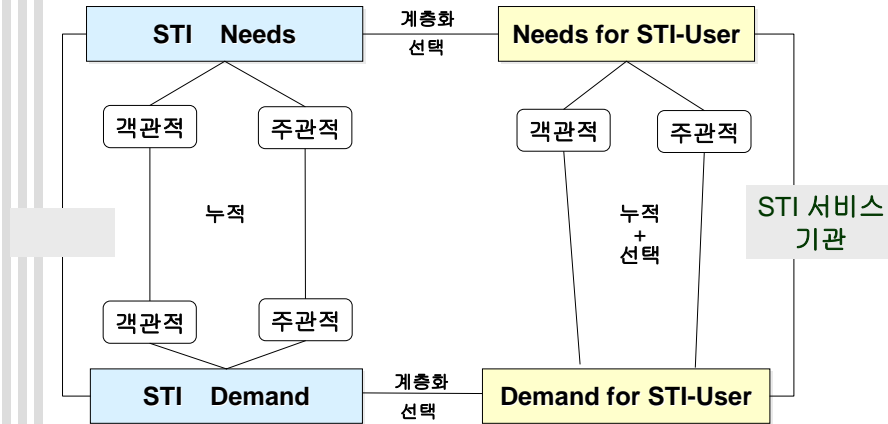 STI Needs
계층화
선택
Needs for STI-User
객관적
주관적
객관적
주관적
누적
누적
+
선택
STI 서비스
기관
객관적
주관적
STI Demand
계층화
선택
Demand for STI-User